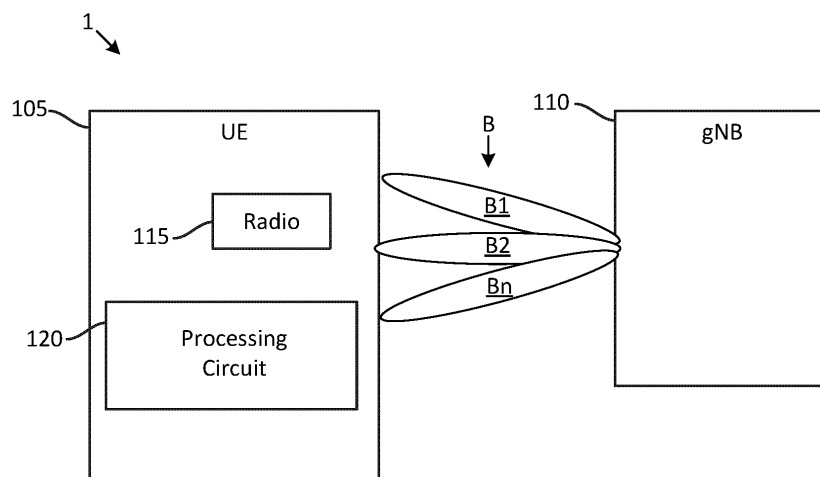 1
105
UE
B
110
gNB
B1
115
Radio
B2
Bn
120
Processing
Circuit